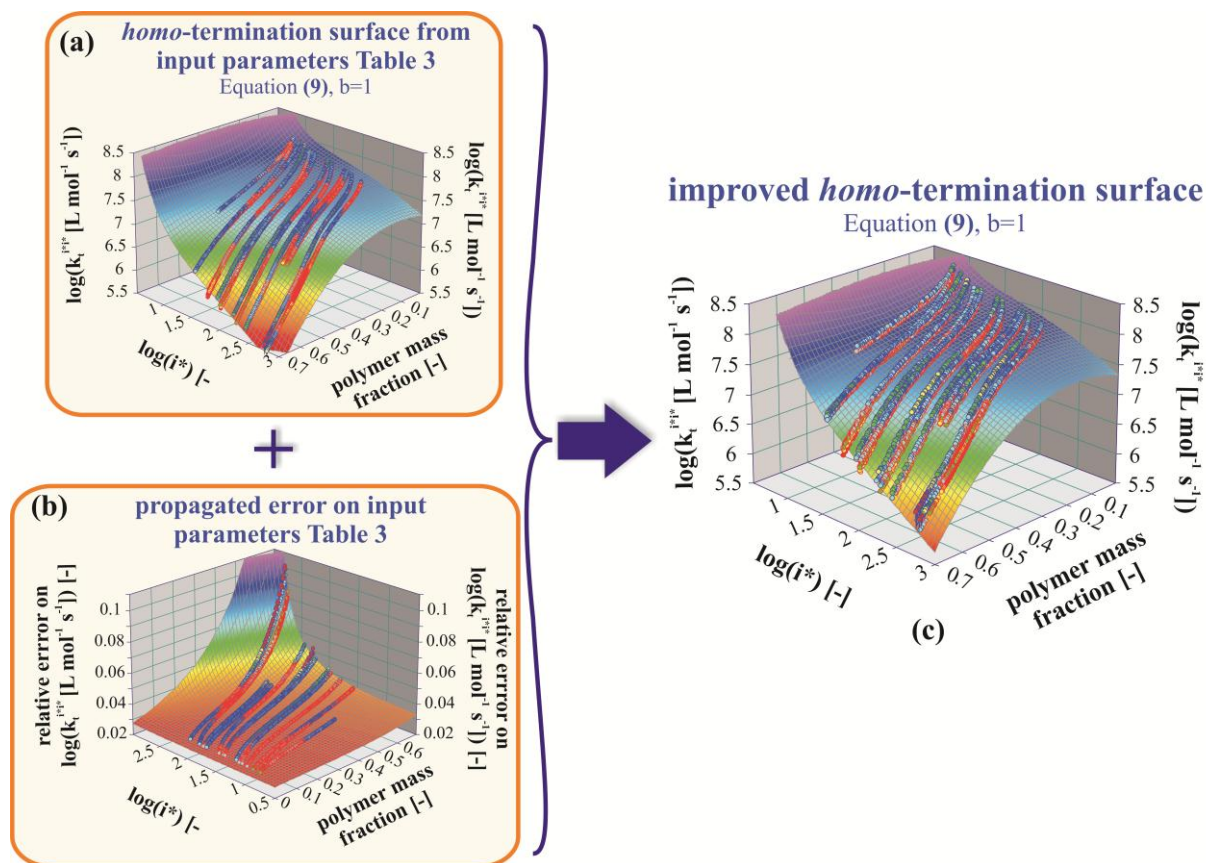 (a)
homo-termination surface from
input parameters Table 3
Equation (9), b=1
log(kₜ^i*i* [L mol⁻¹ s⁻¹])
8.5
8
7.5
7
6.5
6
5.5
8.5
8
7.5
7
6.5
6
5.5
log(kₜ^i*i* [L mol⁻¹ s⁻¹])
1
1.5
2
2.5
3
log(i*) [-
0.7
0.6
0.5
0.4
0.3
0.2
0.1
polymer mass
fraction [-]
+
(b)
propagated error on input
parameters Table 3
relative errror on
log(kₜ^i*i* [L mol⁻¹ s⁻¹]) [-]
0.1
0.08
0.06
0.04
0.02
0.1
0.08
0.06
0.04
0.02
relative errror on
log(kₜ^i*i* [L mol⁻¹ s⁻¹]) [-]
2.5
2
1.5
1
0.5
log(i*) [-
0
0.1
0.2
0.3
0.4
0.5
0.6
polymer mass
fraction [-]
improved homo-termination surface
Equation (9), b=1
log(kₜ^i*i* [L mol⁻¹ s⁻¹])
8.5
8
7.5
7
6.5
6
5.5
8.5
8
7.5
7
6.5
6
5.5
log(kₜ^i*i* [L mol⁻¹ s⁻¹])
1
1.5
2
2.5
3
log(i*) [-]
0.7
0.6
0.5
0.4
0.3
0.2
0.1
polymer mass
fraction [-]
(c)